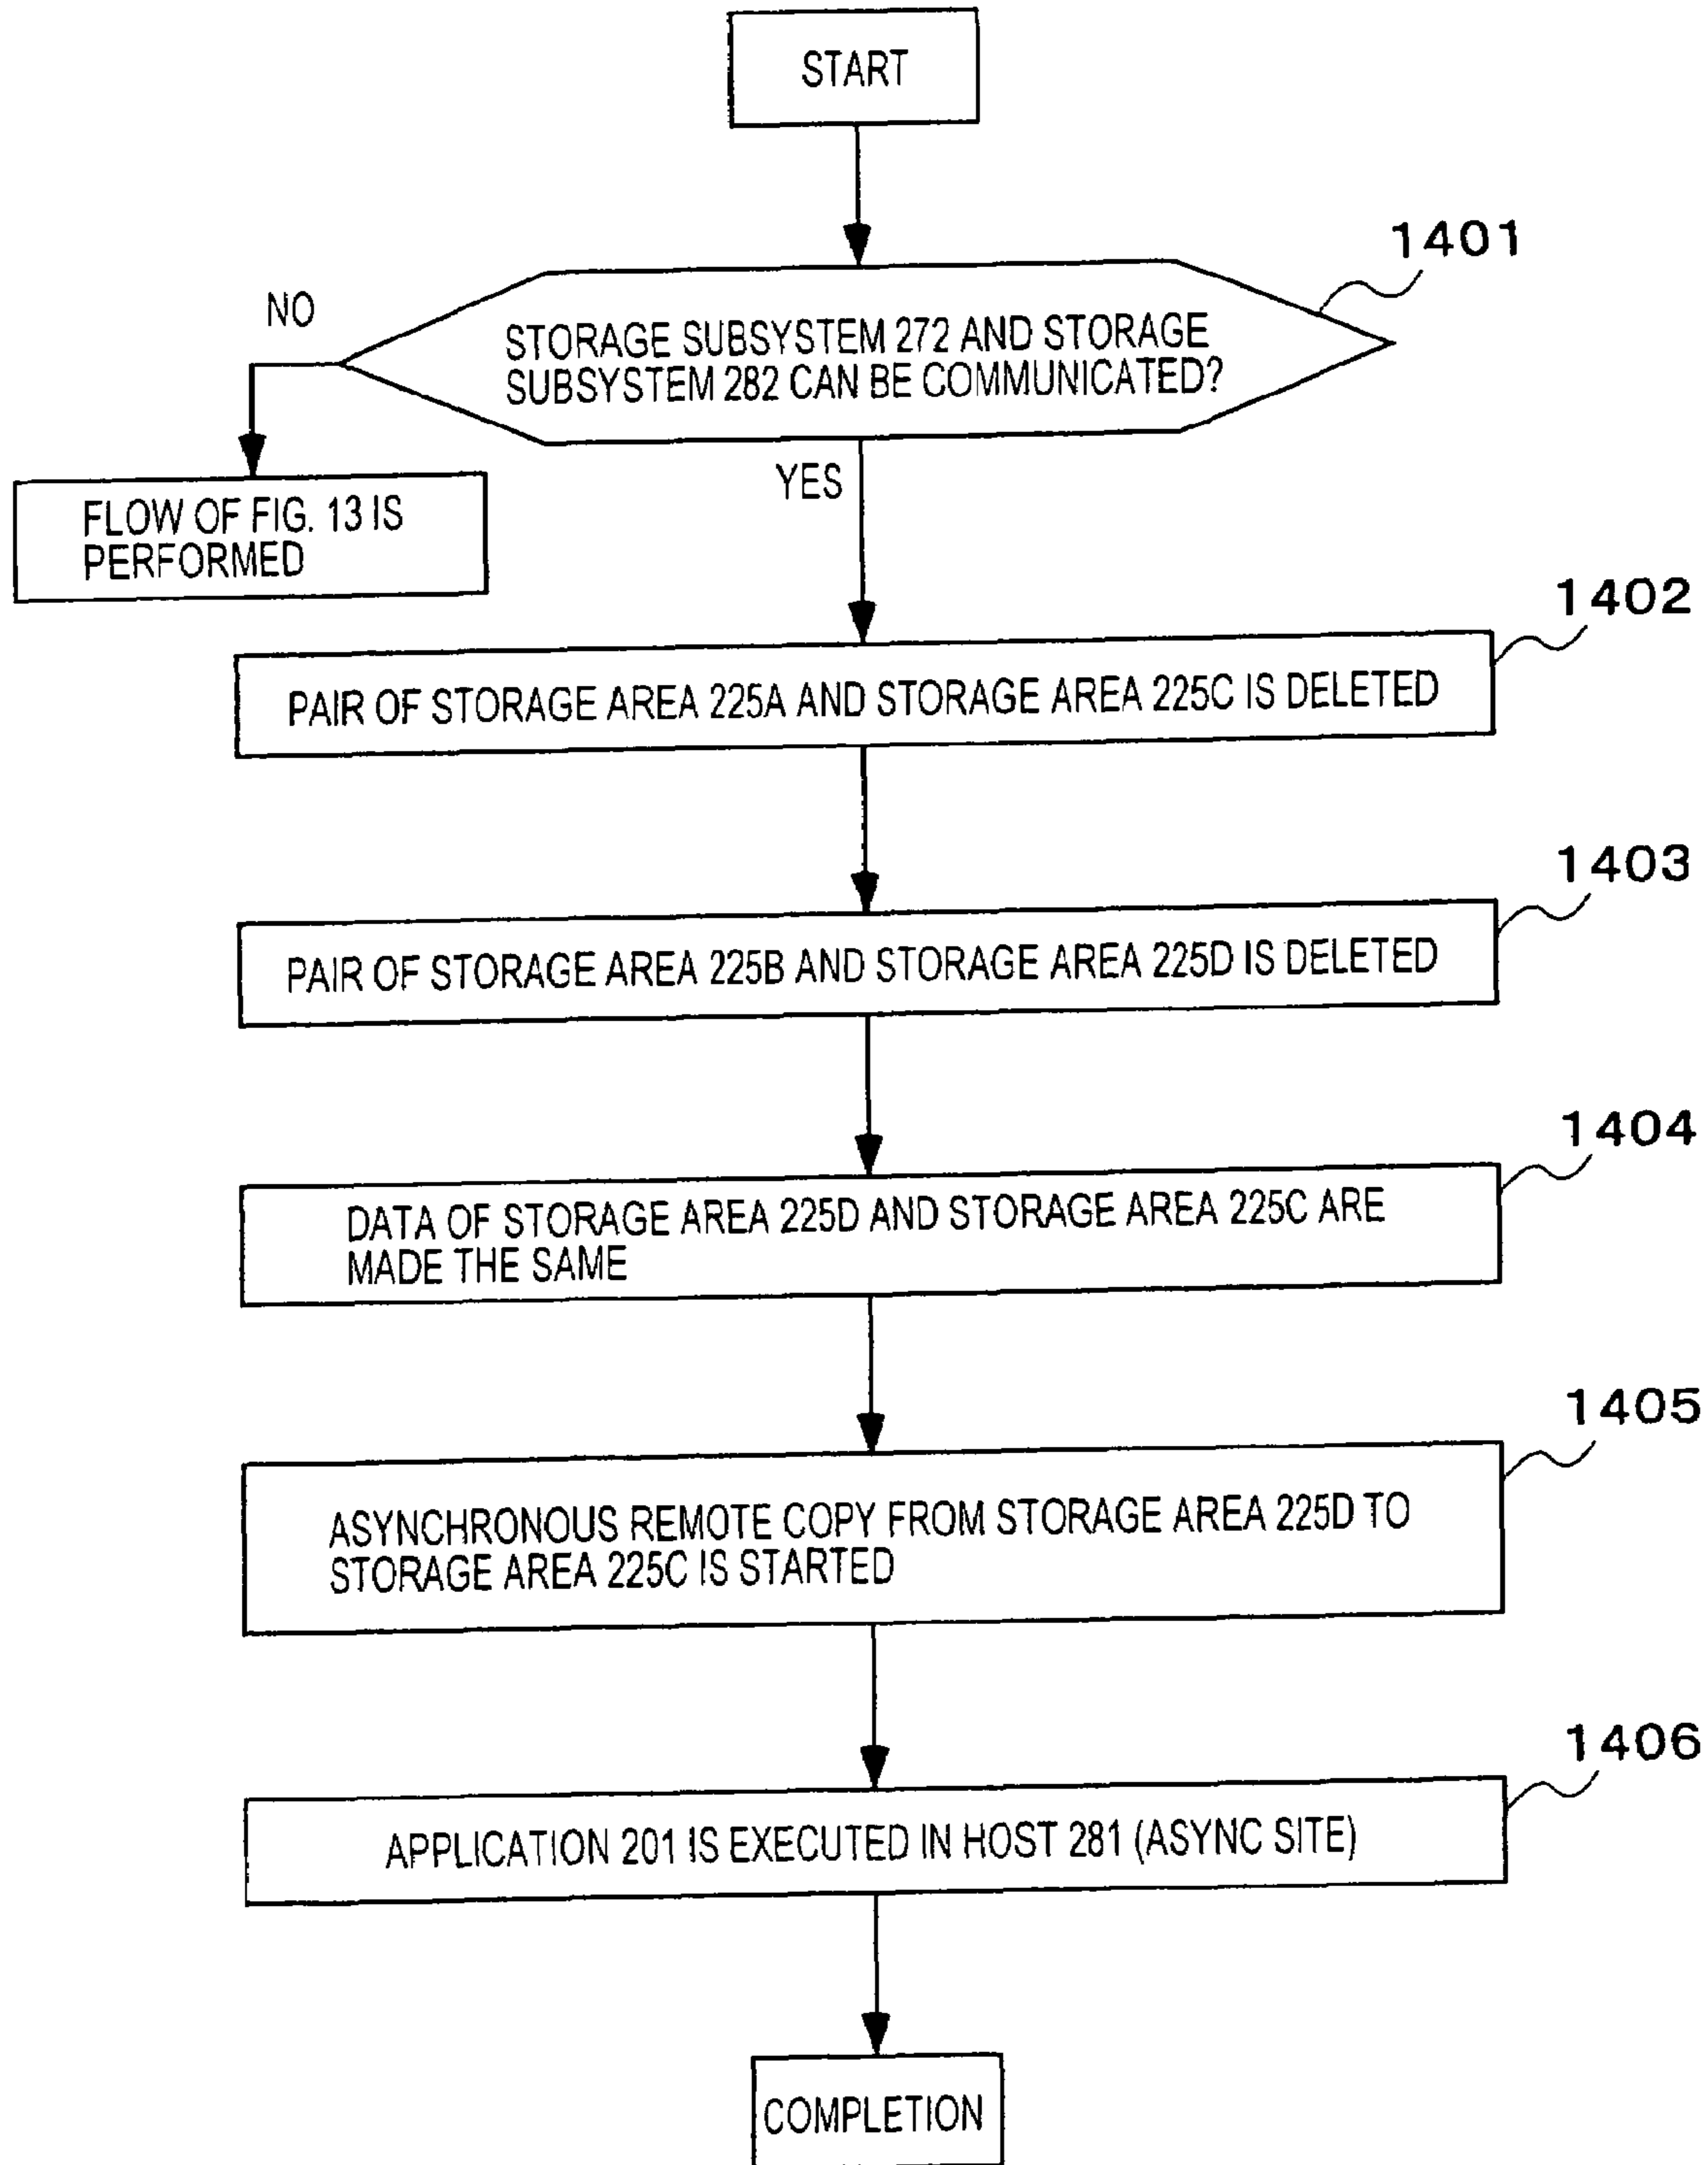 START
1401
NO
STORAGE SUBSYSTEM 272 AND STORAGE
SUBSYSTEM 282 CAN BE COMMUNICATED?
YES
FLOW OF FIG. 13 IS
PERFORMED
1402
PAIR OF STORAGE AREA 225A AND STORAGE AREA 225C IS DELETED
1403
PAIR OF STORAGE AREA 225B AND STORAGE AREA 225D IS DELETED
1404
DATA OF STORAGE AREA 225D AND STORAGE AREA 225C ARE
MADE THE SAME
1405
ASYNCHRONOUS REMOTE COPY FROM STORAGE AREA 225D TO
STORAGE AREA 225C IS STARTED
1406
APPLICATION 201 IS EXECUTED IN HOST 281 (ASYNC SITE)
COMPLETION